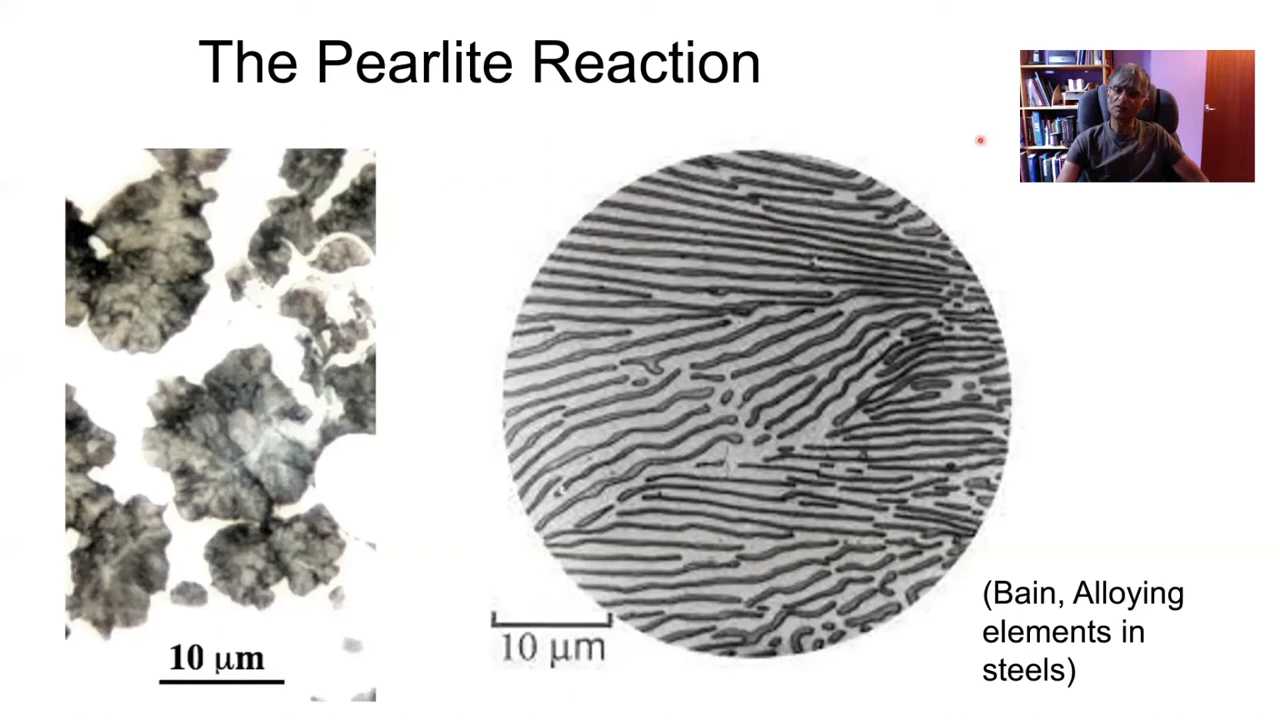 The Pearlite Reaction
10 μm
10 μm
(Bain, Alloying
elements in
steels)